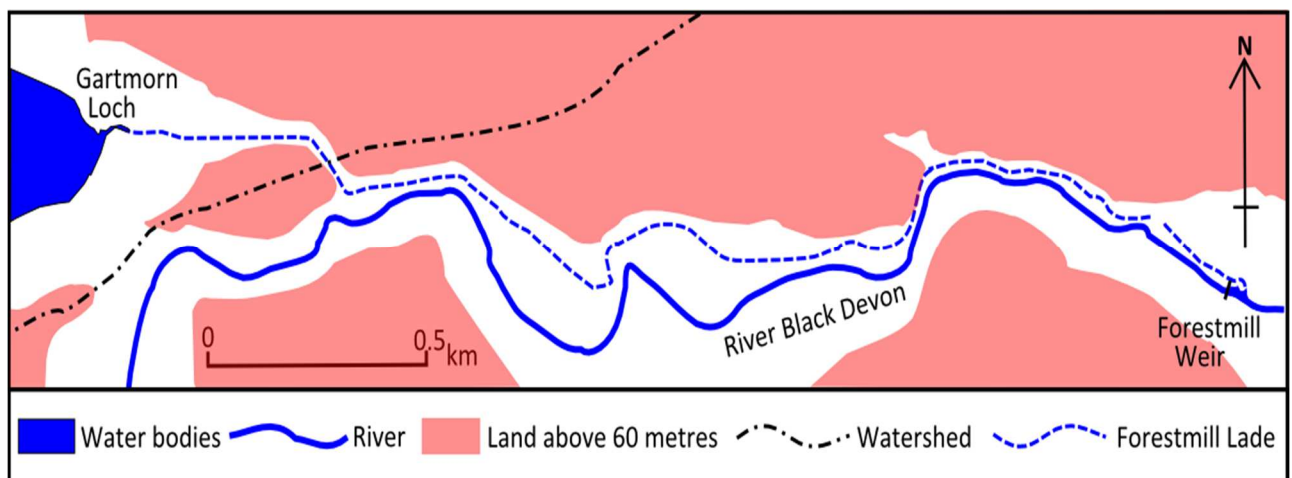 N
Gartmorn
Loch
0
0.5
km
River Black Devon
Forestmill
Weir
Water bodies
River
Land above 60 metres
Watershed
Forestmill Lade